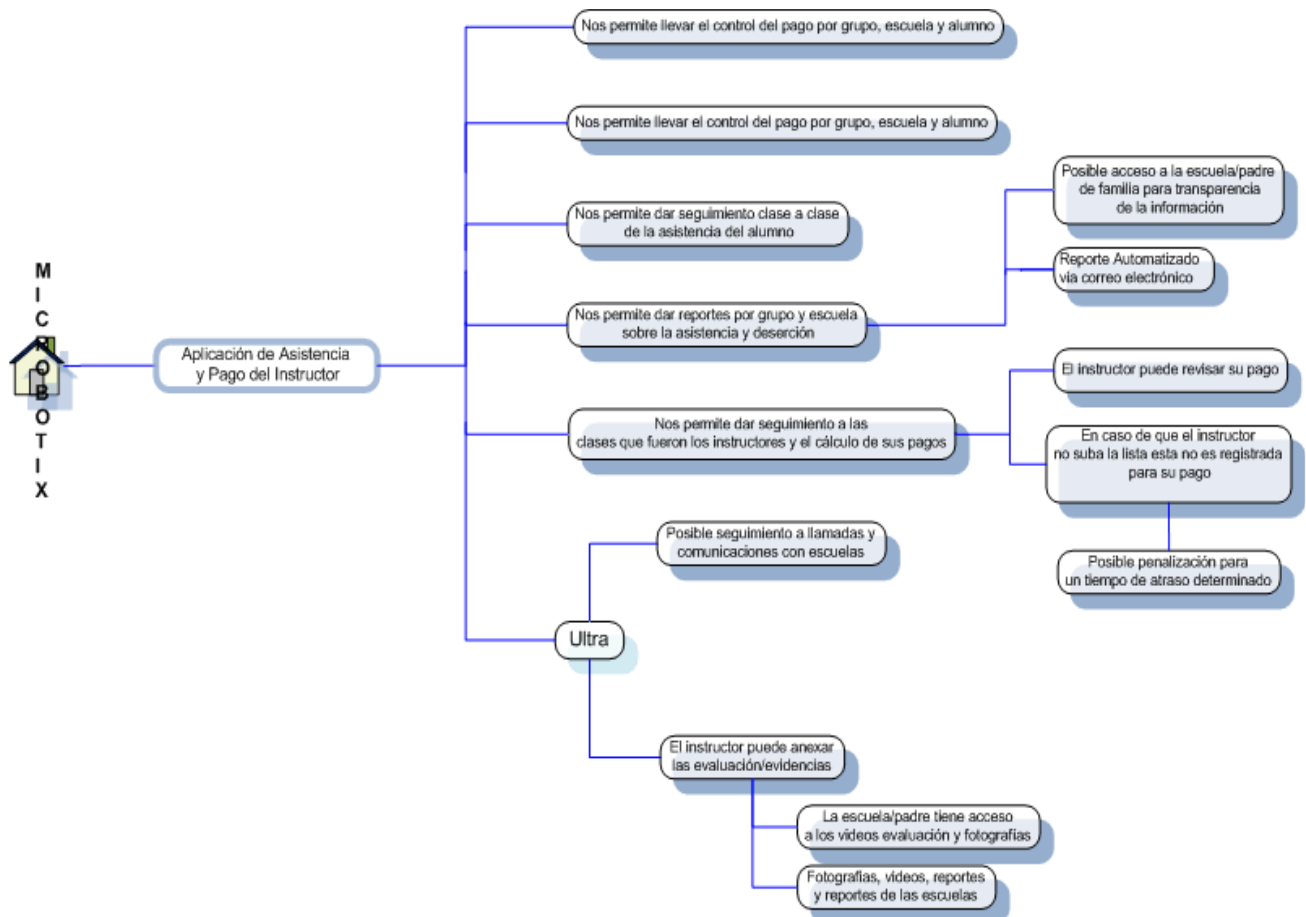 MICROBOTIX
Aplicación de Asistencia
y Pago del Instructor
Nos permite llevar el control del pago por grupo, escuela y alumno
Nos permite llevar el control del pago por grupo, escuela y alumno
Nos permite dar seguimiento clase a clase
de la asistencia del alumno
Nos permite dar reportes por grupo y escuela
sobre la asistencia y deserción
Posible acceso a la escuela/padre
de familia para transparencia
de la información
Reporte Automatizado
via correo electrónico
Nos permite dar seguimiento a las
clases que fueron los instructores y el cálculo de sus pagos
El instructor puede revisar su pago
En caso de que el instructor
no suba la lista esta no es registrada
para su pago
Posible penalización para
un tiempo de atraso determinado
Ultra
Posible seguimiento a llamadas y
comunicaciones con escuelas
El instructor puede anexar
las evaluación/evidencias
La escuela/padre tiene acceso
a los videos evaluación y fotografías
Fotografías, videos, reportes
y reportes de las escuelas